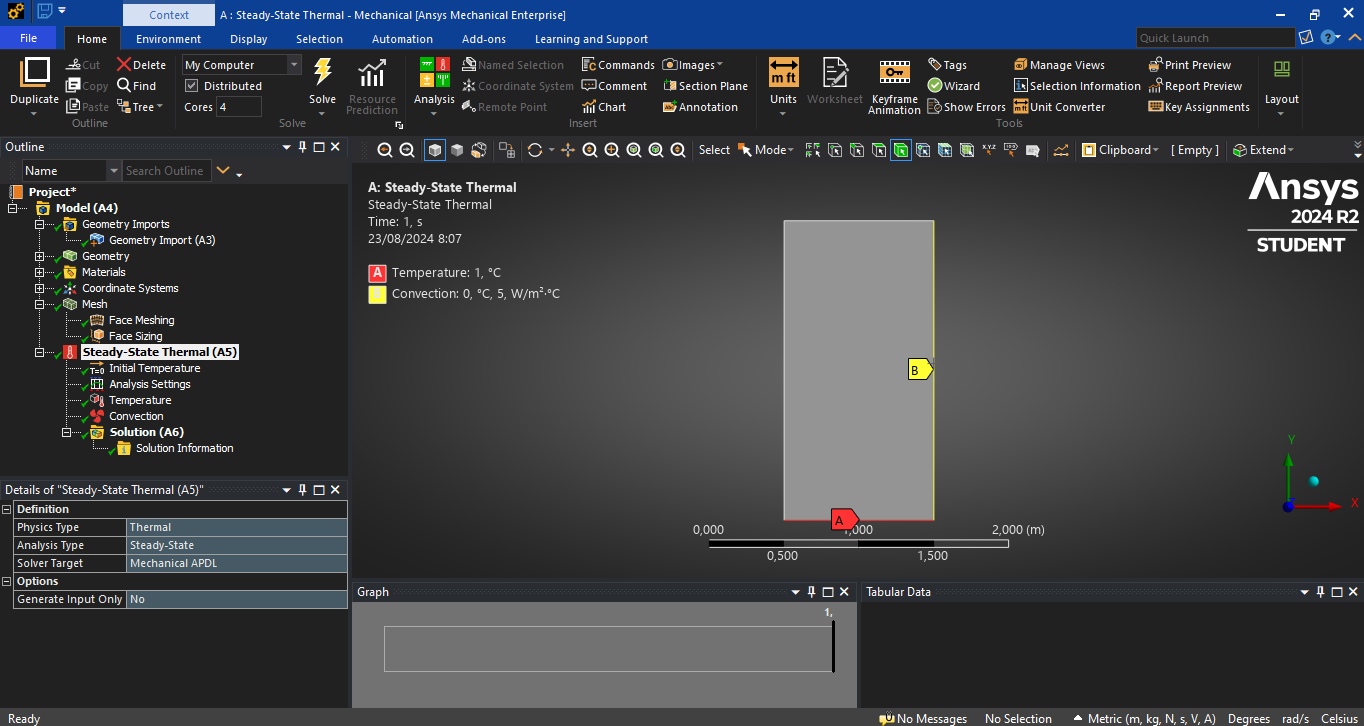 Context
A : Steady-State Thermal - Mechanical [Ansys Mechanical Enterprise]
File Home Environment Display Selection Automation Add-ons Learning and Support
Quick Launch
Cut Delete My Computer Named Selection Commands Images Tags Manage Views Print Preview
Copy Find Distributed Coordinate System Comment Section Plane Wizard Selection Information Report Preview
Duplicate Paste Tree Cores 4 Solve Resource Prediction Analysis Remote Point Chart Annotation Units Worksheet Keyframe Animation Show Errors Unit Converter Key Assignments Layout
Outline Solve Insert Tools
Outline
Name Search Outline
Select Mode Clipboard [ Empty ] Extend
Project*
Model (A4)
Geometry Imports
Geometry Import (A3)
Geometry
Materials
Coordinate Systems
Mesh
Face Meshing
Face Sizing
Steady-State Thermal (A5)
T=0 Initial Temperature
Analysis Settings
Temperature
Convection
Solution (A6)
Solution Information
Details of "Steady-State Thermal (A5)"
Definition
Physics Type Thermal
Analysis Type Steady-State
Solver Target Mechanical APDL
Options
Generate Input Only No
A: Steady-State Thermal
Steady-State Thermal
Time: 1, s
23/08/2024 8:07
A Temperature: 1, °C
Convection: 0, °C, 5, W/m²·°C
Ansys
2024 R2
STUDENT
B
A
0,000 1,000 2,000 (m)
0,500 1,500
Y
X
Graph
1,
Tabular Data
Ready
No Messages No Selection Metric (m, kg, N, s, V, A) Degrees rad/s Celsius